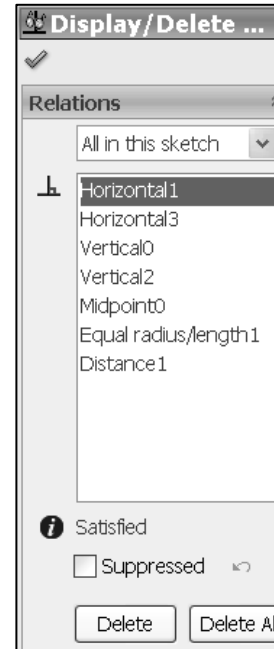 Display/Delete ...
Relations
All in this sketch
Horizontal1
Horizontal3
Vertical0
Vertical2
Midpoint0
Equal radius/length1
Distance1
Satisfied
Suppressed
Delete Delete Al